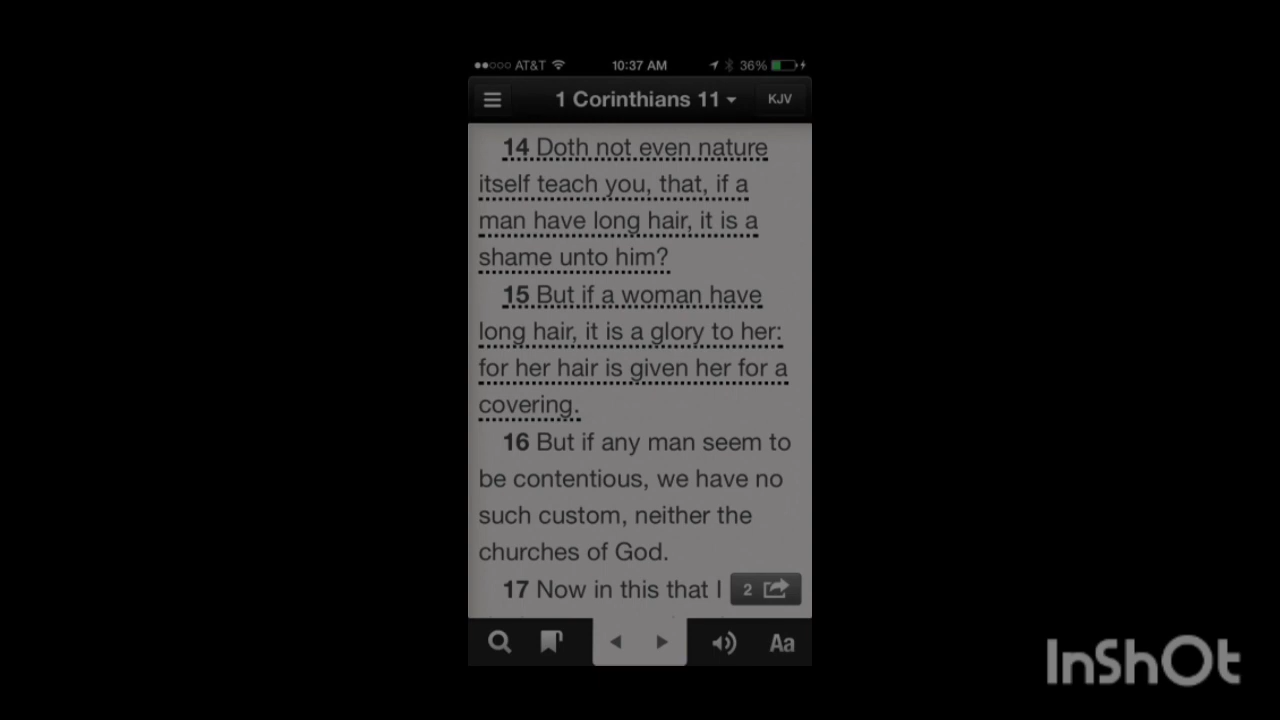 AT&T 10:37 AM 36%
1 Corinthians 11 KJV
14 Doth not even nature
itself teach you, that, if a
man have long hair, it is a
shame unto him?
15 But if a woman have
long hair, it is a glory to her:
for her hair is given her for a
covering.
16 But if any man seem to
be contentious, we have no
such custom, neither the
churches of God.
17 Now in this that I 2
Aa
InShOt